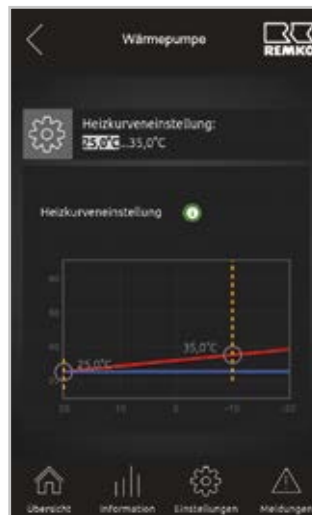 Wärmepumpe
REMKO
Heizkurveneinstellung:
25,0°C...35,0°C
Heizkurveneinstellung
35,0°C
25,0°C
Übersicht
Information
Einstellungen
Meldungen